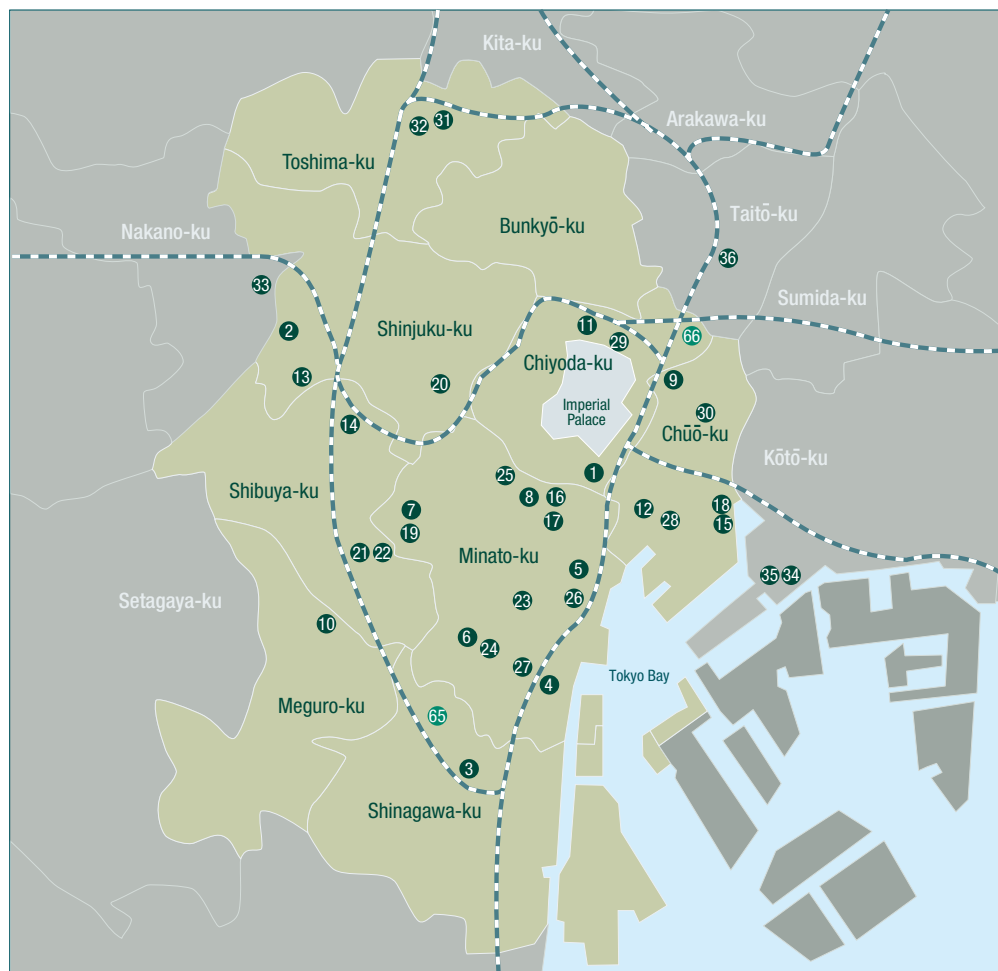 Kita-ku
Arakawa-ku
32
31
Toshima-ku
Taitō-ku
Bunkyō-ku
Nakano-ku
36
33
Sumida-ku
2
Shinjuku-ku
11
66
29
Chiyoda-ku
13
20
9
Imperial
Palace
30
14
Chūō-ku
Kōtō-ku
25
1
Shibuya-ku
8
16
7
12
18
17
28
15
19
21
22
Minato-ku
5
35
34
Setagaya-ku
23
26
10
6
24
27
Tokyo Bay
4
Meguro-ku
65
3
Shinagawa-ku